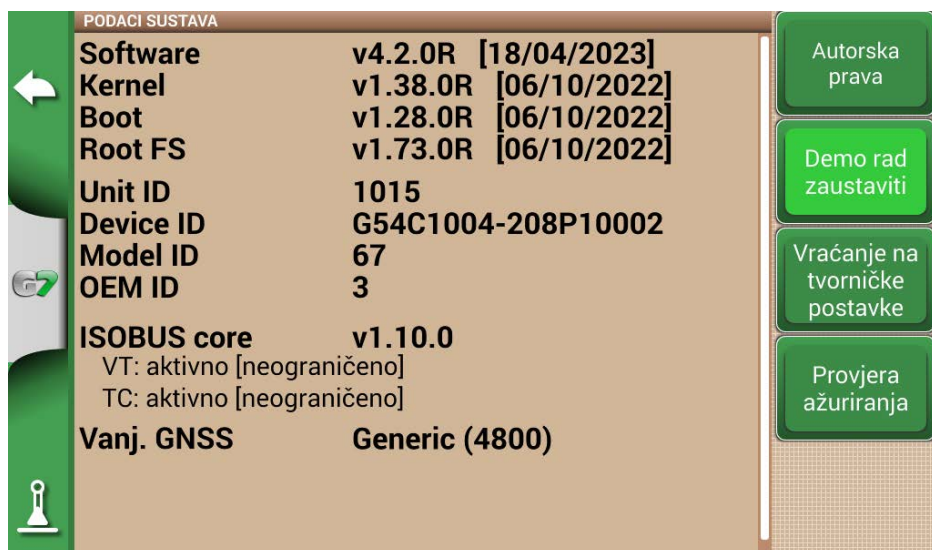 PODACI SUSTAVA
Software v4.2.0R [18/04/2023]
Kernel v1.38.0R [06/10/2022]
Boot v1.28.0R [06/10/2022]
Root FS v1.73.0R [06/10/2022]
Unit ID 1015
Device ID G54C1004-208P10002
Model ID 67
OEM ID 3
ISOBUS core v1.10.0
VT: aktivno [neograničeno]
TC: aktivno [neograničeno]
Vanj. GNSS Generic (4800)
G7
Autorska
prava
Demo rad
zaustaviti
Vraćanje na
tvorničke
postavke
Provjera
ažuriranja